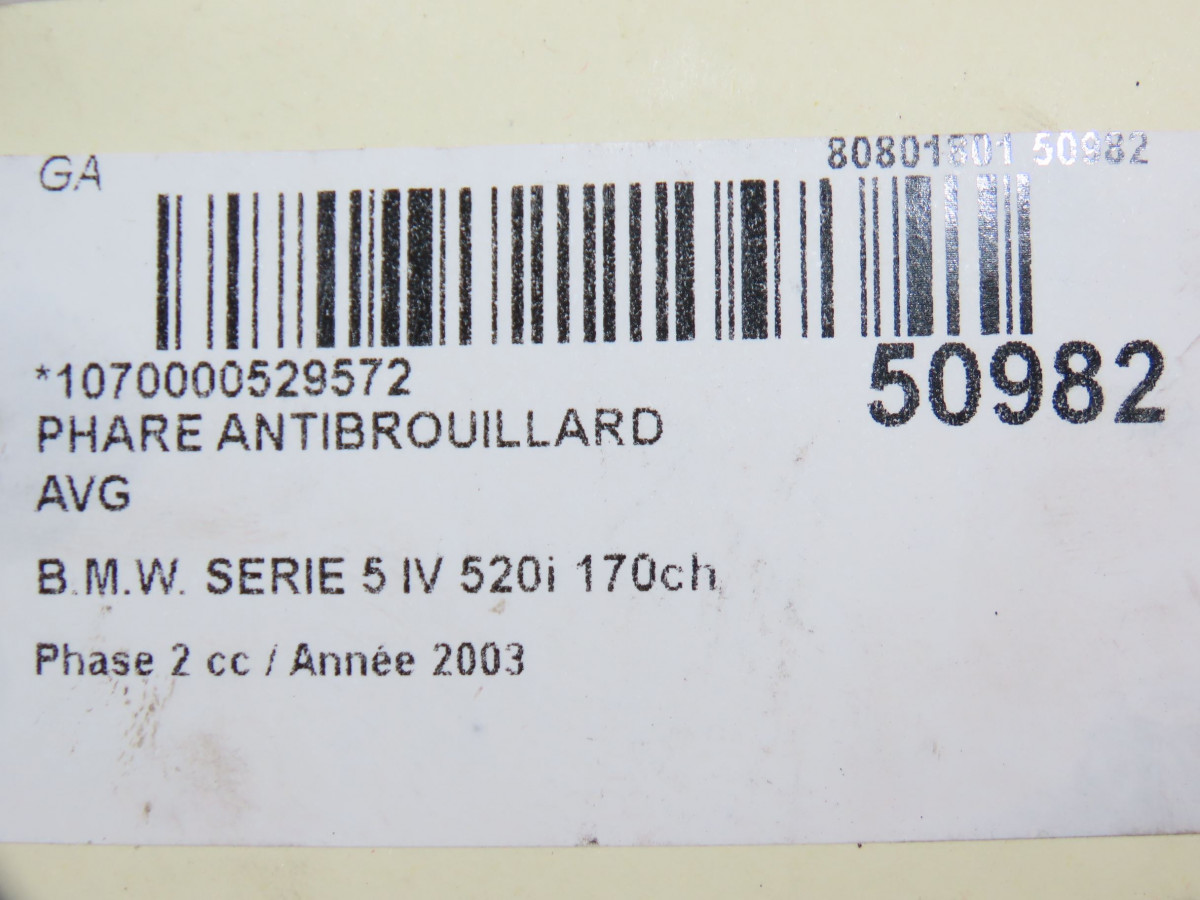 GA
80801801 50982
*1070000529572
50982
PHARE ANTIBROUILLARD
AVG
B.M.W. SERIE 5 IV 520i 170ch
Phase 2 cc / Année 2003